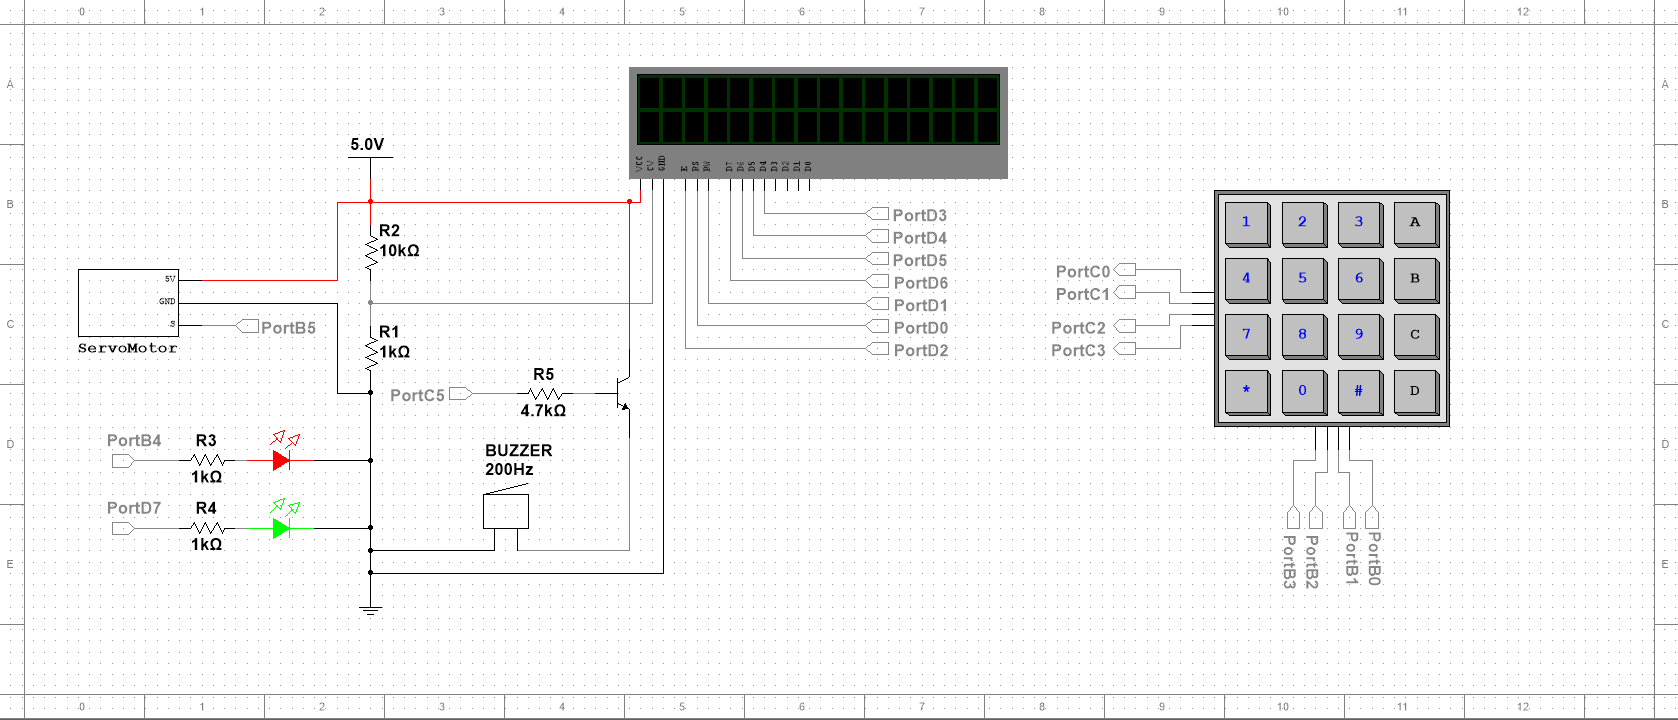 0 1 2 3 4 5 6 7 8 9 10 11 12
A A
5.0V
VCC CV GND E RS RW D7 D6 D5 D4 D3 D2 D1 D0
B B
PortD3
1 2 3 A
R2
10kΩ
PortD4
PortD5
PortC0
4 5 6 B
5V
PortD6
PortC1
GND
PortD1
C C
S PortB5
PortD0
PortC2
R1
1kΩ
7 8 9 C
ServoMotor
PortD2
PortC3
R5
PortC5
4.7kΩ
* 0 # D
D D
PortB4
R3
1kΩ
BUZZER
200Hz
PortD7
R4
1kΩ
E E
PortB3 PortB2 PortB1 PortB0
0 1 2 3 4 5 6 7 8 9 10 11 12